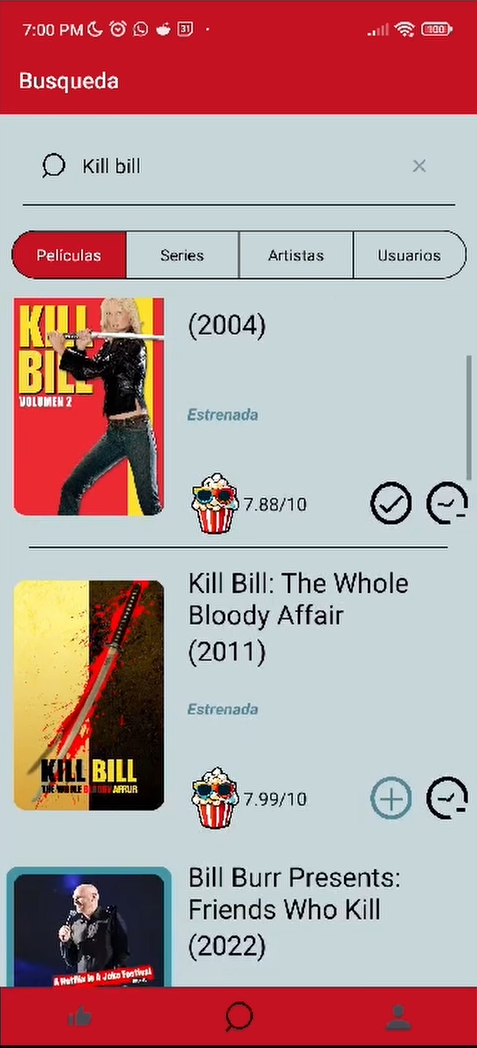 7:00 PM
31
100
Busqueda
Kill bill
Películas
Series
Artistas
Usuarios
KILL
BILL
VOLUMEN 2
(2004)
Estrenada
7.88/10
Kill Bill: The Whole
Bloody Affair
(2011)
KILL BILL
THE WHOLE BLOODY AFFAIR
Estrenada
7.99/10
Bill Burr Presents:
Friends Who Kill
(2022)
A Netflix Is A Joke Festival